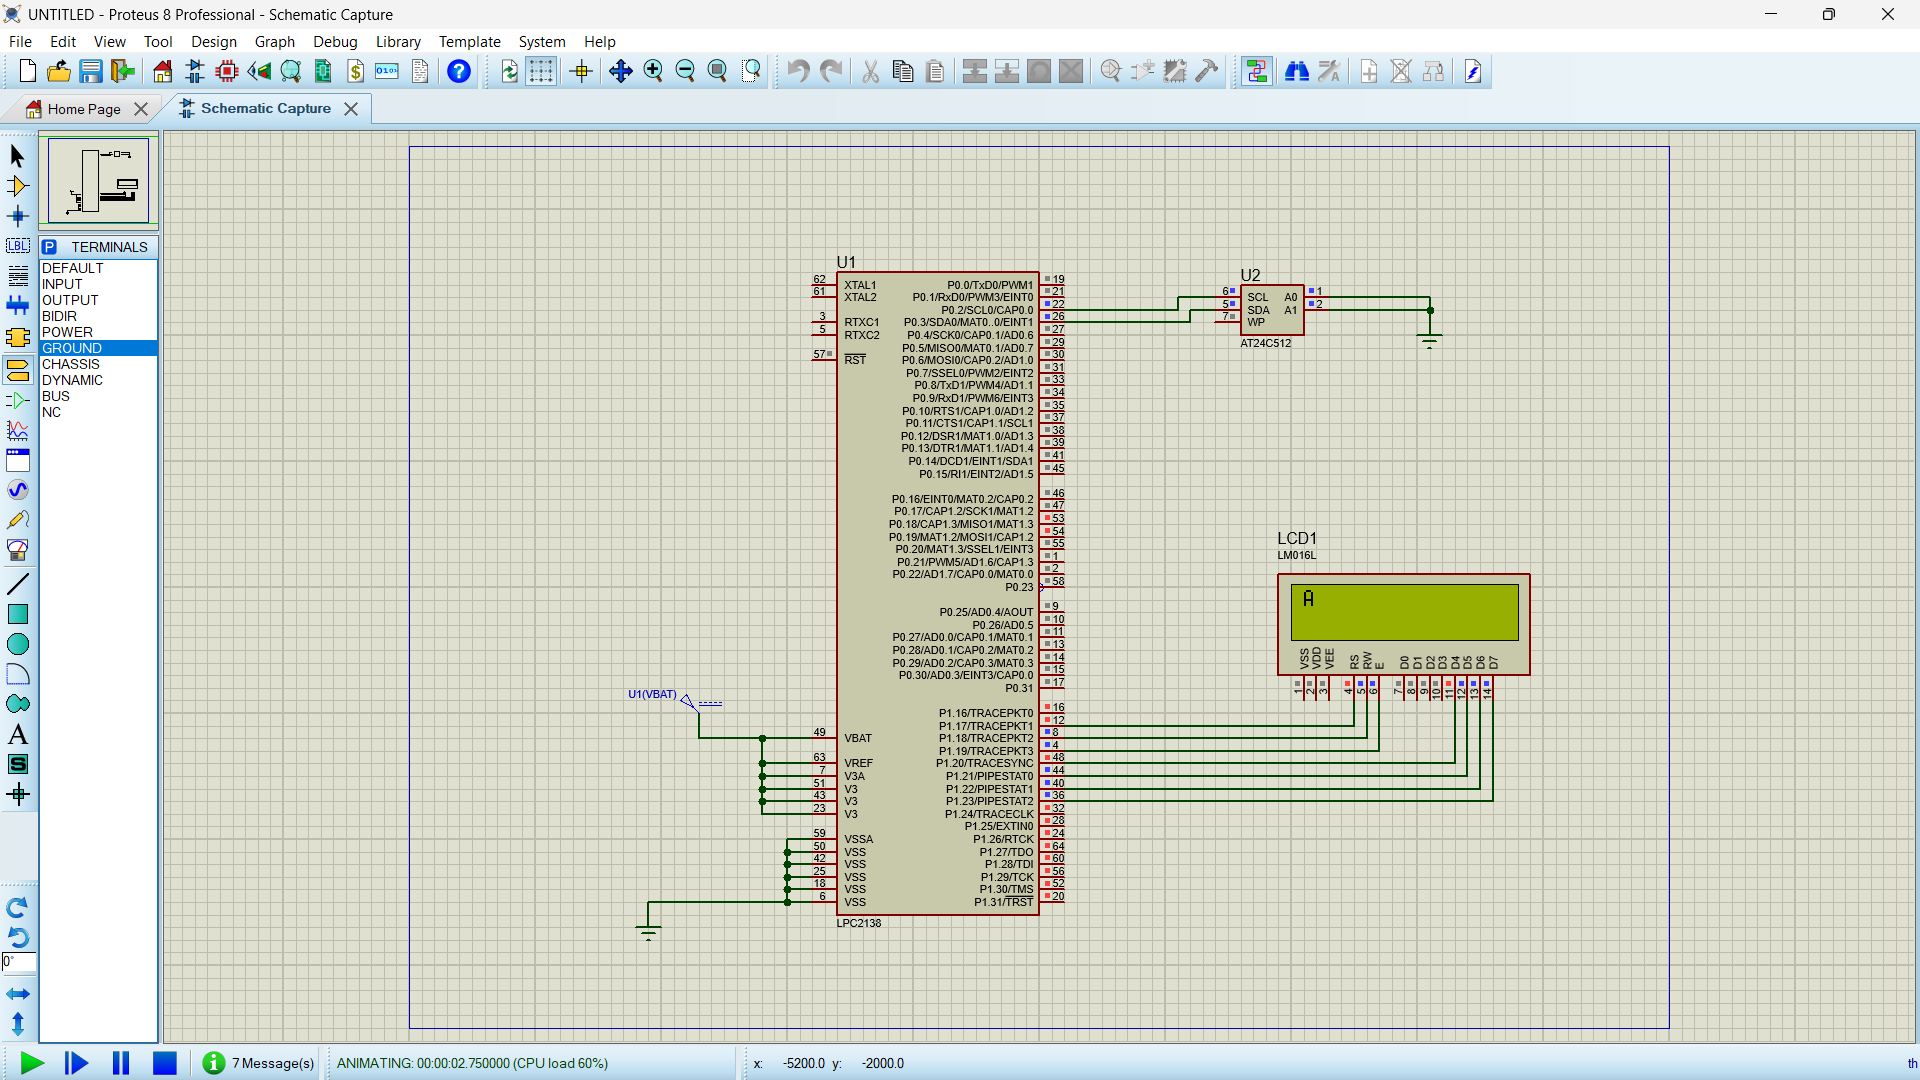 UNTITLED - Proteus 8 Professional - Schematic Capture
File Edit View Tool Design Graph Debug Library Template System Help
Home Page Schematic Capture
P TERMINALS
DEFAULT
INPUT
OUTPUT
BIDIR
POWER
GROUND
CHASSIS
DYNAMIC
BUS
NC
LBL
A
S
0°
U1
62 XTAL1
61 XTAL2
3 RTXC1
5 RTXC2
57 RST
49 VBAT
63 VREF
7 V3A
51 V3
43 V3
23 V3
59 VSSA
50 VSS
42 VSS
25 VSS
18 VSS
6 VSS
P0.0/TxD0/PWM1 19
P0.1/RxD0/PWM3/EINT0 21
P0.2/SCL0/CAP0.0 22
P0.3/SDA0/MAT0..0/EINT1 26
P0.4/SCK0/CAP0.1/AD0.6 27
P0.5/MISO0/MAT0.1/AD0.7 29
P0.6/MOSI0/CAP0.2/AD1.0 30
P0.7/SSEL0/PWM2/EINT2 31
P0.8/TxD1/PWM4/AD1.1 33
P0.9/RxD1/PWM6/EINT3 34
P0.10/RTS1/CAP1.0/AD1.2 35
P0.11/CTS1/CAP1.1/SCL1 37
P0.12/DSR1/MAT1.0/AD1.3 38
P0.13/DTR1/MAT1.1/AD1.4 39
P0.14/DCD1/EINT1/SDA1 41
P0.15/RI1/EINT2/AD1.5 45
P0.16/EINT0/MAT0.2/CAP0.2 46
P0.17/CAP1.2/SCK1/MAT1.2 47
P0.18/CAP1.3/MISO1/MAT1.3 53
P0.19/MAT1.2/MOSI1/CAP1.2 54
P0.20/MAT1.3/SSEL1/EINT3 55
P0.21/PWM5/AD1.6/CAP1.3 1
P0.22/AD1.7/CAP0.0/MAT0.0 2
P0.23 58
P0.25/AD0.4/AOUT 9
P0.26/AD0.5 10
P0.27/AD0.0/CAP0.1/MAT0.1 11
P0.28/AD0.1/CAP0.2/MAT0.2 13
P0.29/AD0.2/CAP0.3/MAT0.3 14
P0.30/AD0.3/EINT3/CAP0.0 15
P0.31 17
P1.16/TRACEPKT0 16
P1.17/TRACEPKT1 12
P1.18/TRACEPKT2 8
P1.19/TRACEPKT3 4
P1.20/TRACESYNC 48
P1.21/PIPESTAT0 44
P1.22/PIPESTAT1 40
P1.23/PIPESTAT2 36
P1.24/TRACECLK 32
P1.25/EXTIN0 28
P1.26/RTCK 24
P1.27/TDO 64
P1.28/TDI 60
P1.29/TCK 56
P1.30/TMS 52
P1.31/TRST 20
LPC2138
U1(VBAT)
U2
6 SCL A0 1
5 SDA A1 2
7 WP
AT24C512
LCD1
LM016L
A
VSS VDD VEE RS RW E D0 D1 D2 D3 D4 D5 D6 D7
1 2 3 4 5 6 7 8 9 10 11 12 13 14
7 Message(s) ANIMATING: 00:00:02.750000 (CPU load 60%) x: -5200.0 y: -2000.0 th